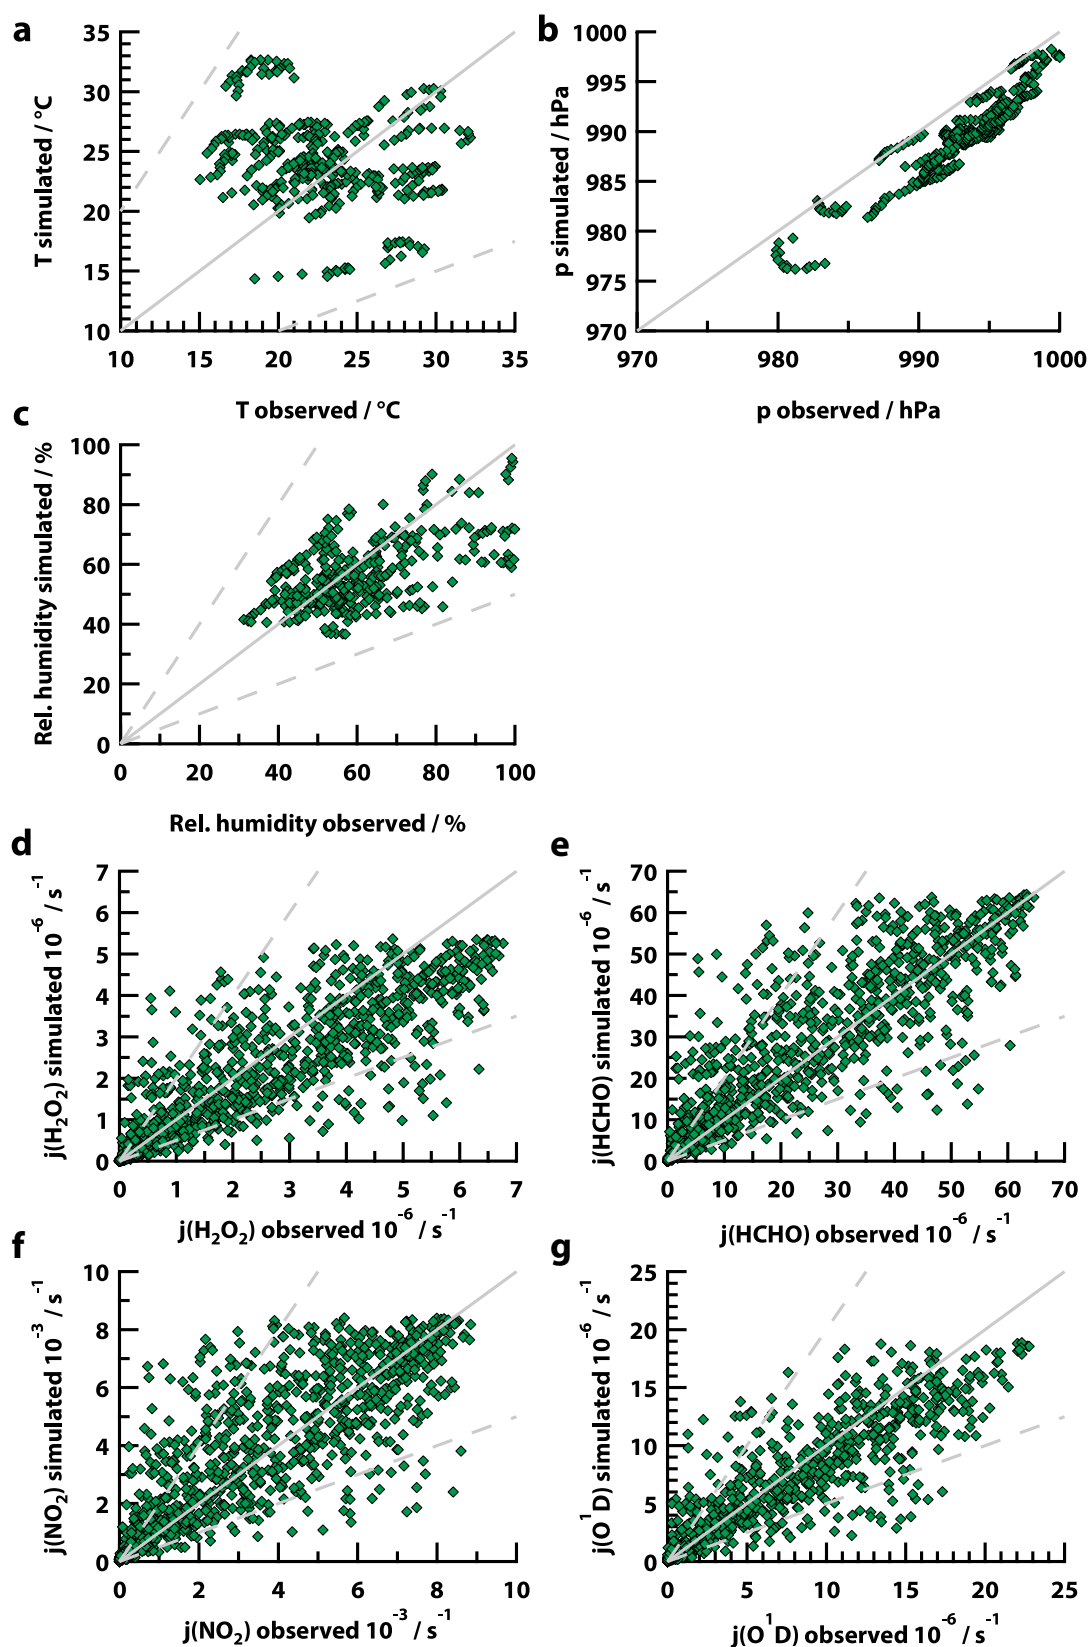 a
35
30
25
20
15
10
T simulated / °C
10 15 20 25 30 35
T observed / °C
b
1000
995
990
985
980
975
970
p simulated / hPa
970 980 990 1000
p observed / hPa
c
100
80
60
40
20
0
Rel. humidity simulated / %
0 20 40 60 80 100
Rel. humidity observed / %
d
7
6
5
4
3
2
1
0
j(H₂O₂) simulated 10⁻⁶ / s⁻¹
0 1 2 3 4 5 6 7
j(H₂O₂) observed 10⁻⁶ / s⁻¹
e
70
60
50
40
30
20
10
0
j(HCHO) simulated 10⁻⁶ / s⁻¹
0 10 20 30 40 50 60 70
j(HCHO) observed 10⁻⁶ / s⁻¹
f
10
8
6
4
2
0
j(NO₂) simulated 10⁻³ / s⁻¹
0 2 4 6 8 10
j(NO₂) observed 10⁻³ / s⁻¹
g
25
20
15
10
5
0
j(O¹D) simulated 10⁻⁶ / s⁻¹
0 5 10 15 20 25
j(O¹D) observed 10⁻⁶ / s⁻¹